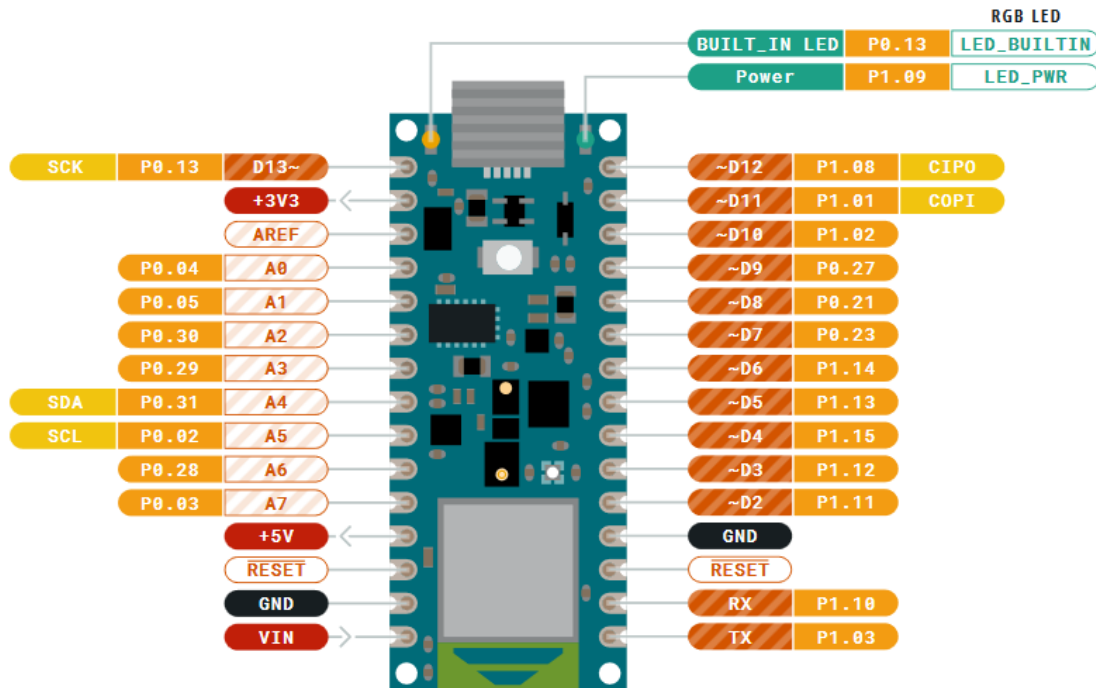 RGB LED
BUILT_IN LED P0.13 LED_BUILTIN
Power P1.09 LED_PWR
SCK P0.13 D13~ ~D12 P1.08 CIPO
+3V3 ~D11 P1.01 COPI
AREF ~D10 P1.02
P0.04 A0 ~D9 P0.27
P0.05 A1 ~D8 P0.21
P0.30 A2 ~D7 P0.23
P0.29 A3 ~D6 P1.14
SDA P0.31 A4 ~D5 P1.13
SCL P0.02 A5 ~D4 P1.15
P0.28 A6 ~D3 P1.12
P0.03 A7 ~D2 P1.11
+5V GND
RESET RESET
GND RX P1.10
VIN TX P1.03